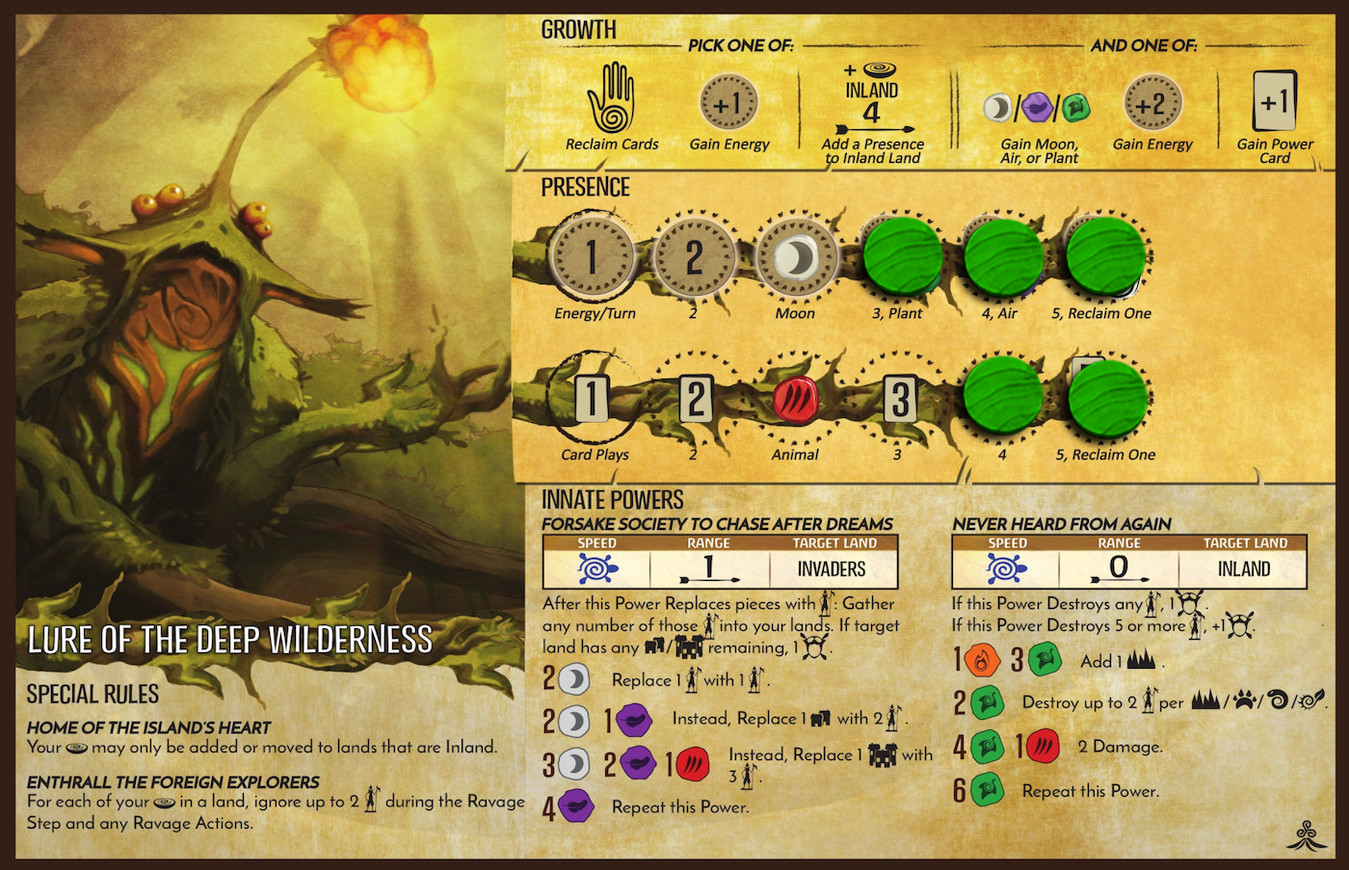 GROWTH
PICK ONE OF:
AND ONE OF:
+
INLAND
4
+1
+2
+1
/ /
Reclaim Cards
Gain Energy
Add a Presence
to Inland Land
Gain Moon,
Air, or Plant
Gain Energy
Gain Power
Card
PRESENCE
1 2
Energy/Turn 2 Moon 3, Plant 4, Air 5, Reclaim One
1 2 3
Card Plays 2 Animal 3 4 5, Reclaim One
LURE OF THE DEEP WILDERNESS
SPECIAL RULES
HOME OF THE ISLAND'S HEART
Your may only be added or moved to lands that are Inland.
ENTHRALL THE FOREIGN EXPLORERS
For each of your in a land, ignore up to 2 during the Ravage
Step and any Ravage Actions.
INNATE POWERS
FORSAKE SOCIETY TO CHASE AFTER DREAMS
SPEED RANGE TARGET LAND
1 INVADERS
After this Power Replaces pieces with : Gather
any number of those into your lands. If target
land has any / remaining, 1 .
2 Replace 1 with 1 .
2 1 Instead, Replace 1 with 2 .
3 2 1 Instead, Replace 1 with
3 .
4 Repeat this Power.
NEVER HEARD FROM AGAIN
SPEED RANGE TARGET LAND
0 INLAND
If this Power Destroys any , 1 .
If this Power Destroys 5 or more , +1 .
1 3 Add 1 .
2 Destroy up to 2 per / / / .
4 1 2 Damage.
6 Repeat this Power.